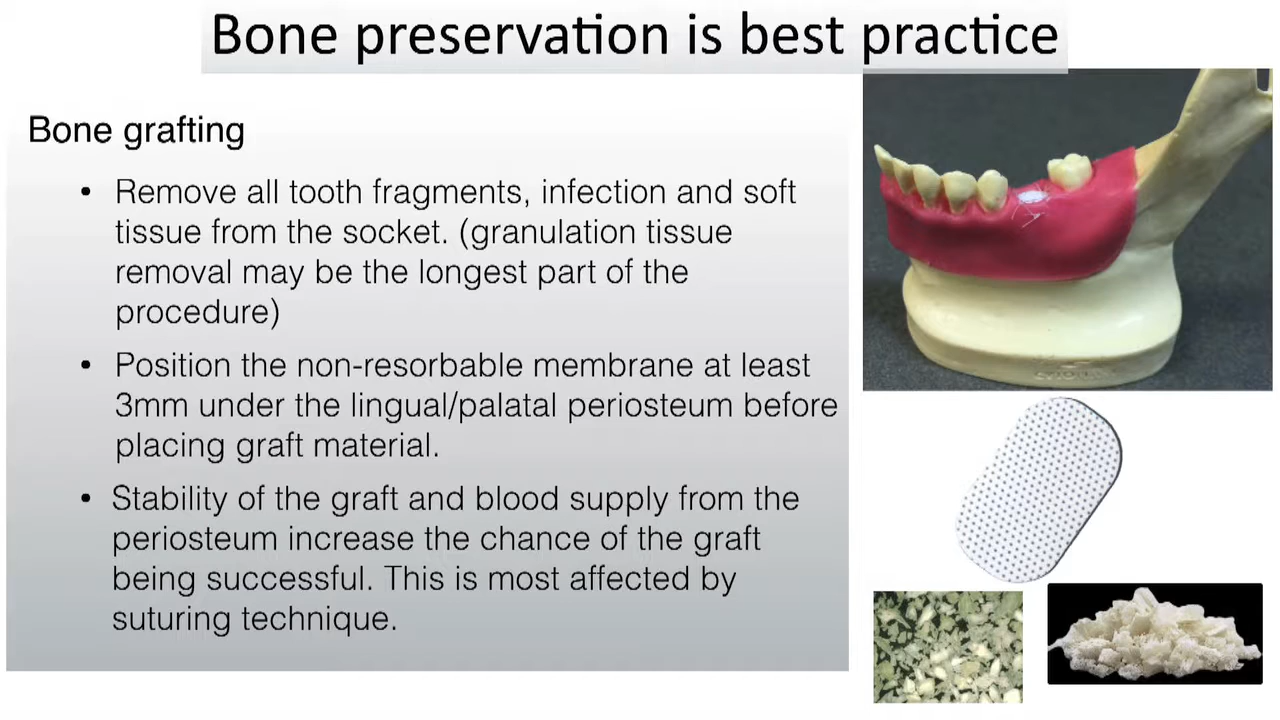 Bone preservation is best practice
Bone grafting
• Remove all tooth fragments, infection and soft
tissue from the socket. (granulation tissue
removal may be the longest part of the
procedure)
• Position the non-resorbable membrane at least
3mm under the lingual/palatal periosteum before
placing graft material.
• Stability of the graft and blood supply from the
periosteum increase the chance of the graft
being successful. This is most affected by
suturing technique.